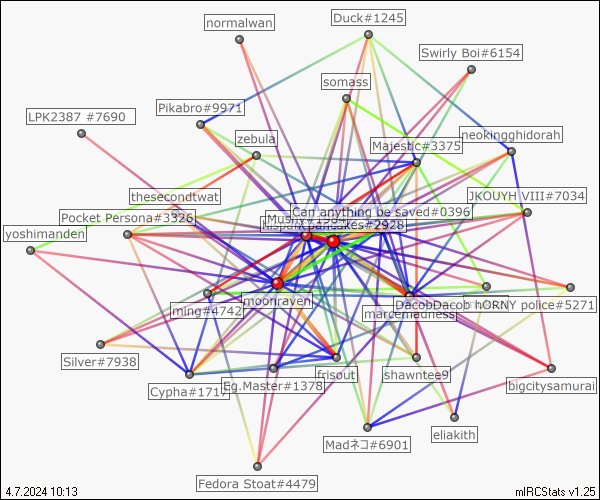 normalwan
Duck#1245
Swirly Boi#6154
somass
LPK2387 #7690
Pikabro#9971
zebula
Majestic#3375
neokingghidorah
thesecondtwat
JKOUYH VIII#7034
Pocket Persona#3326
Can anything be saved#0396
hispanicpancakes#2928
yoshimanden
moonraven
DacobDacob
hORNY police#5271
ming#4742
marcemadness
Silver#7938
Cypha#1717
Eg.Master#1378
frisout
shawntee9
bigcitysamurai
Madネコ#6901
eliakith
Fedora Stoat#4479
4.7.2024 10:13
mIRCStats v1.25